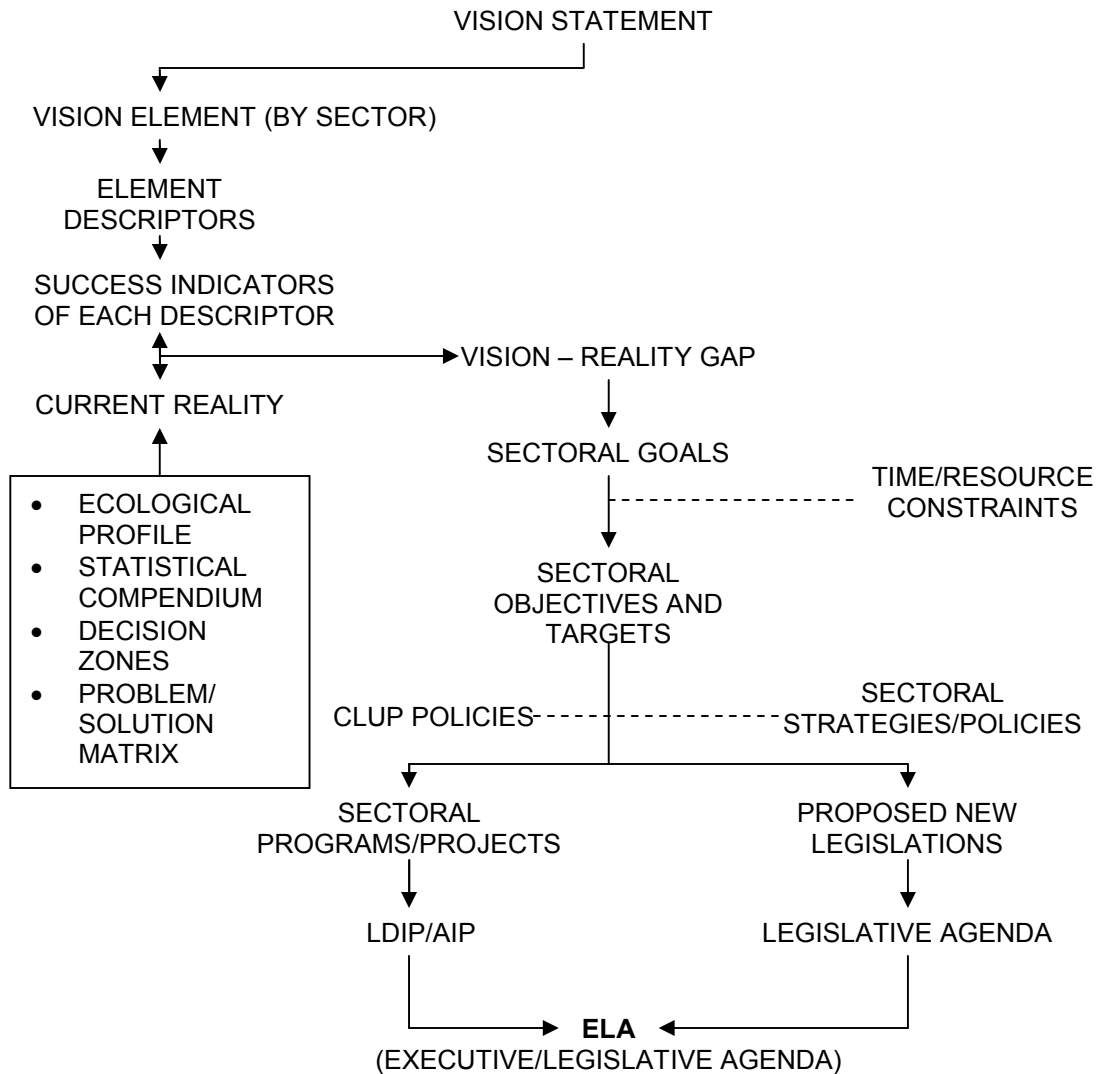 VISION STATEMENT
VISION ELEMENT (BY SECTOR)
ELEMENT
DESCRIPTORS
SUCCESS INDICATORS
OF EACH DESCRIPTOR
VISION – REALITY GAP
CURRENT REALITY
SECTORAL GOALS
TIME/RESOURCE
CONSTRAINTS
• ECOLOGICAL
PROFILE
• STATISTICAL
COMPENDIUM
• DECISION
ZONES
• PROBLEM/
SOLUTION
MATRIX
SECTORAL
OBJECTIVES AND
TARGETS
CLUP POLICIES
SECTORAL
STRATEGIES/POLICIES
SECTORAL
PROGRAMS/PROJECTS
PROPOSED NEW
LEGISLATIONS
LDIP/AIP
LEGISLATIVE AGENDA
ELA
(EXECUTIVE/LEGISLATIVE AGENDA)